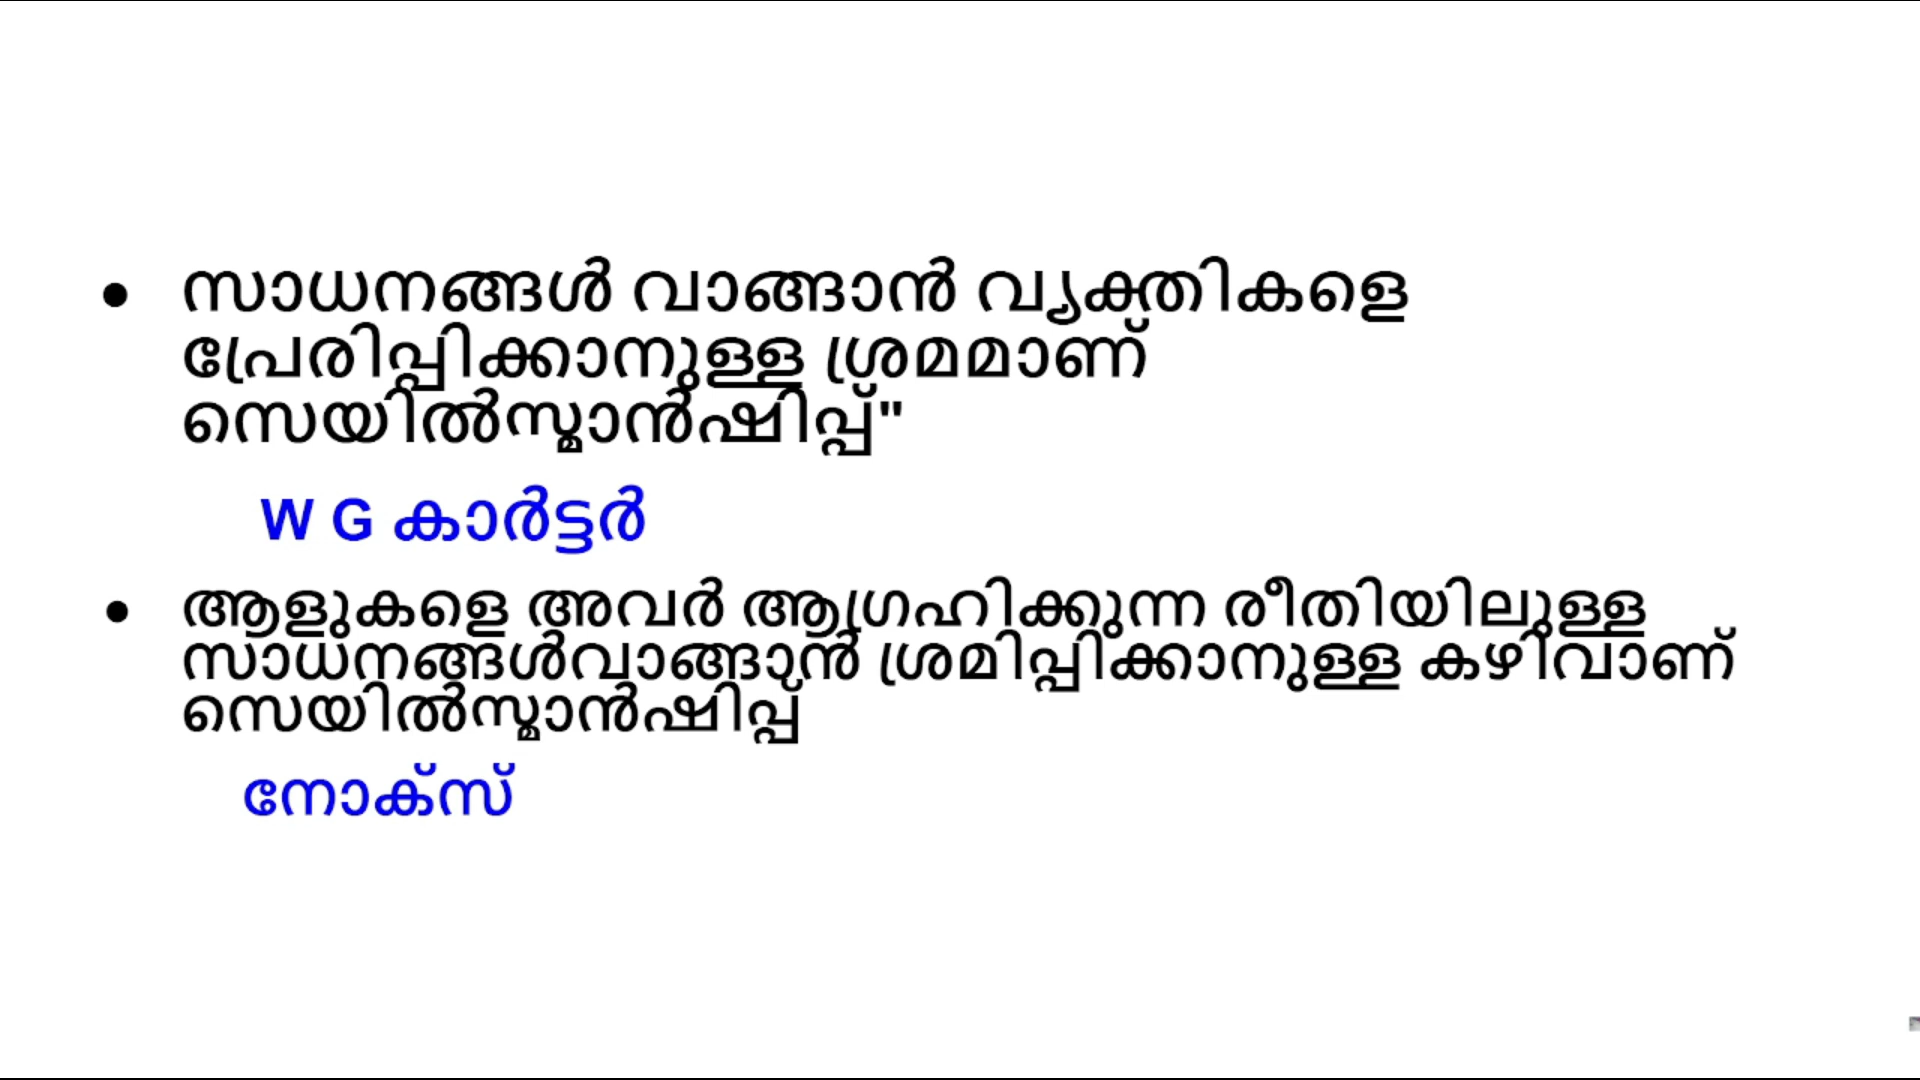 • സാധനങ്ങൾ വാങ്ങാൻ വ്യക്തികളെ
പ്രേരിപ്പിക്കാനുള്ള ശ്രമമാണ്
സെയിൽസ്മാൻഷിപ്പ്"
W G കാർട്ടർ
• ആളുകളെ അവർ ആഗ്രഹിക്കുന്ന രീതിയിലുള്ള
സാധനങ്ങൾവാങ്ങാൻ ശ്രമിപ്പിക്കാനുള്ള കഴിവാണ്
സെയിൽസ്മാൻഷിപ്പ്
നോക്സ്